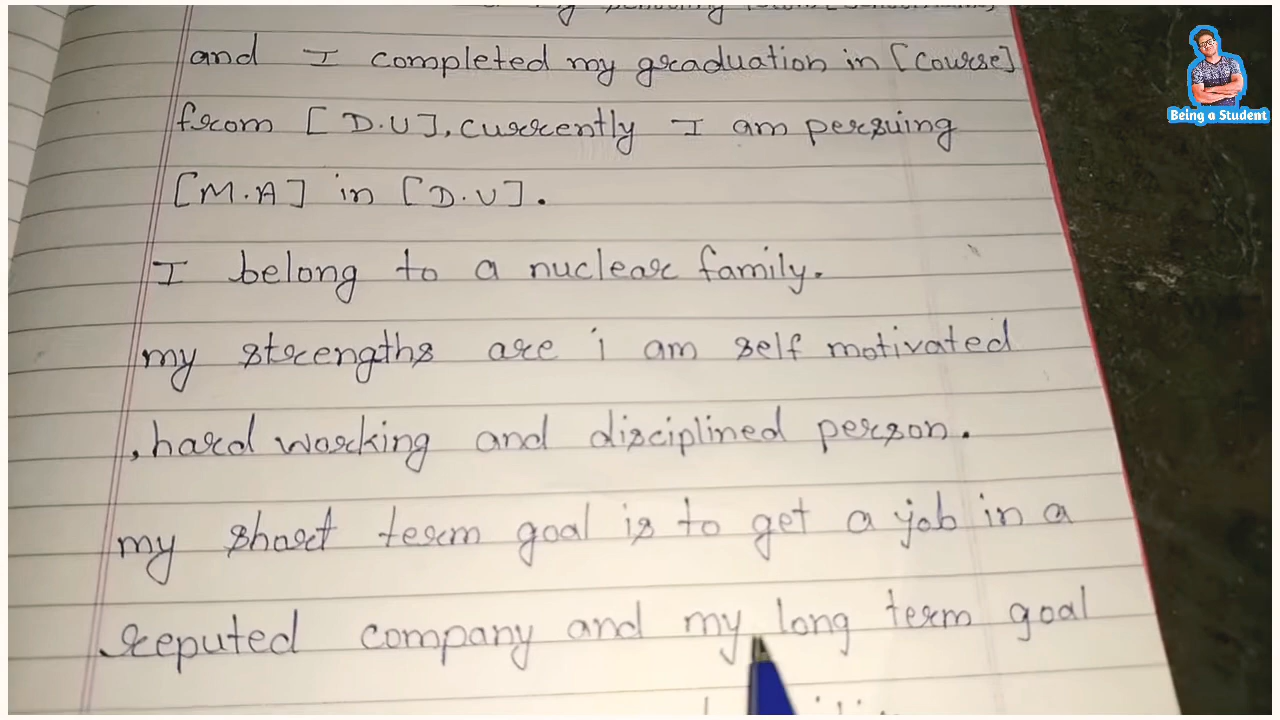 and I completed my graduation in [Course]
from [D.U], currently I am persuing
[M.A] in [D.U].
I belong to a nuclear family.
my strengths are i am self motivated
, hard working and disciplined person.
my short term goal is to get a job in a
reputed company and my long term goal
Being a Student